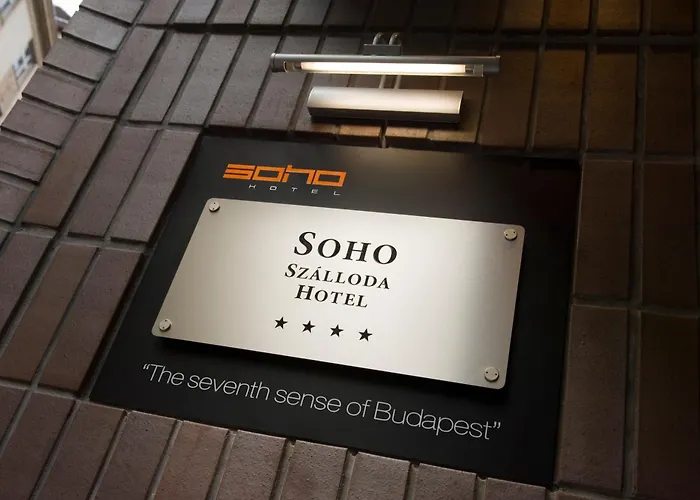 SOHO
HOTEL
SOHO
SZÁLLODA
HOTEL
★ ★ ★ ★
“The seventh sense of Budapest”